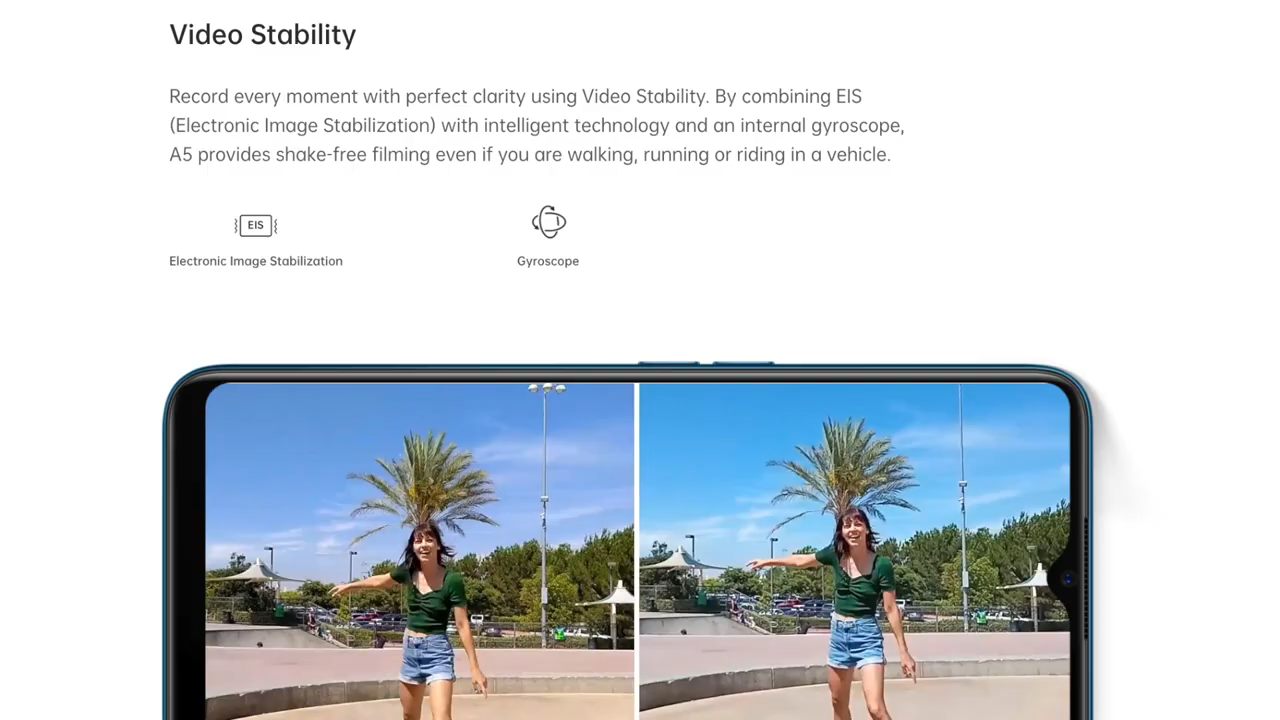 Video Stability
Record every moment with perfect clarity using Video Stability. By combining EIS
(Electronic Image Stabilization) with intelligent technology and an internal gyroscope,
A5 provides shake-free filming even if you are walking, running or riding in a vehicle.
EIS
Electronic Image Stabilization
Gyroscope